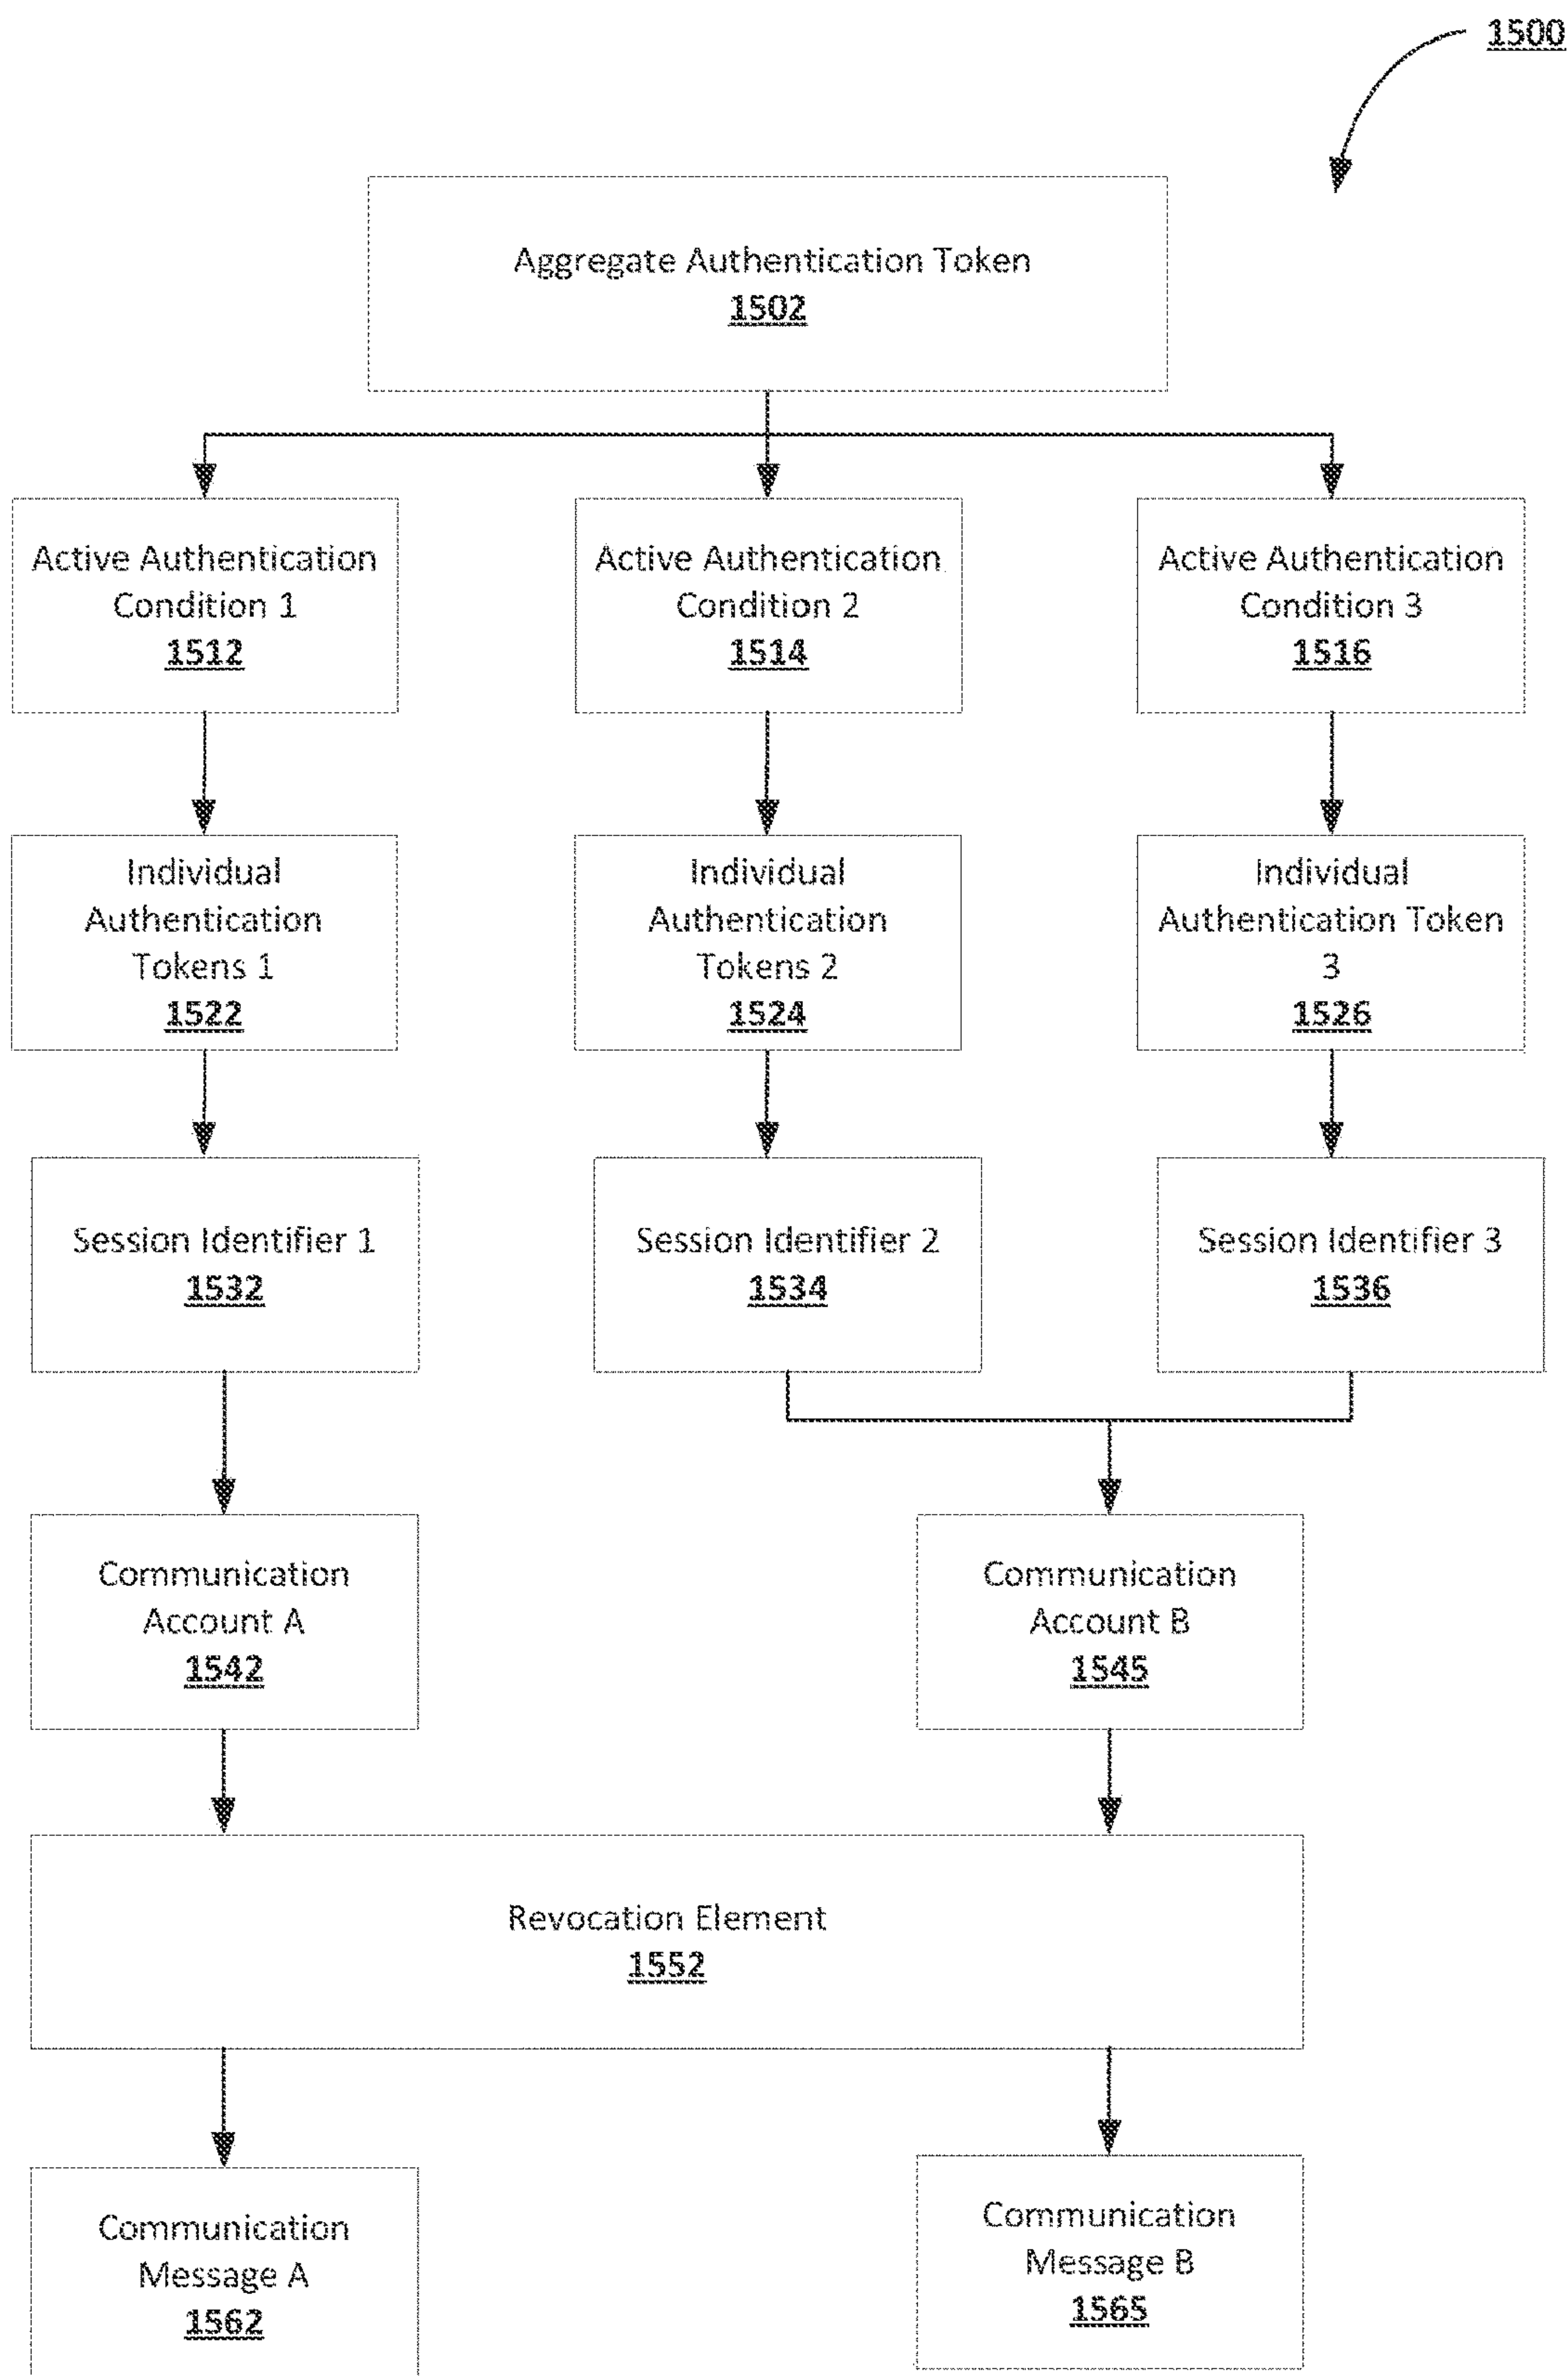 1500
Aggregate Authentication Token
1502
Active Authentication
Condition 1
1512
Active Authentication
Condition 2
1514
Active Authentication
Condition 3
1516
Individual
Authentication
Tokens 1
1522
Individual
Authentication
Tokens 2
1524
Individual
Authentication Token
3
1526
Session Identifier 1
1532
Session Identifier 2
1534
Session Identifier 3
1536
Communication
Account A
1542
Communication
Account B
1545
Revocation Element
1552
Communication
Message A
1562
Communication
Message B
1565